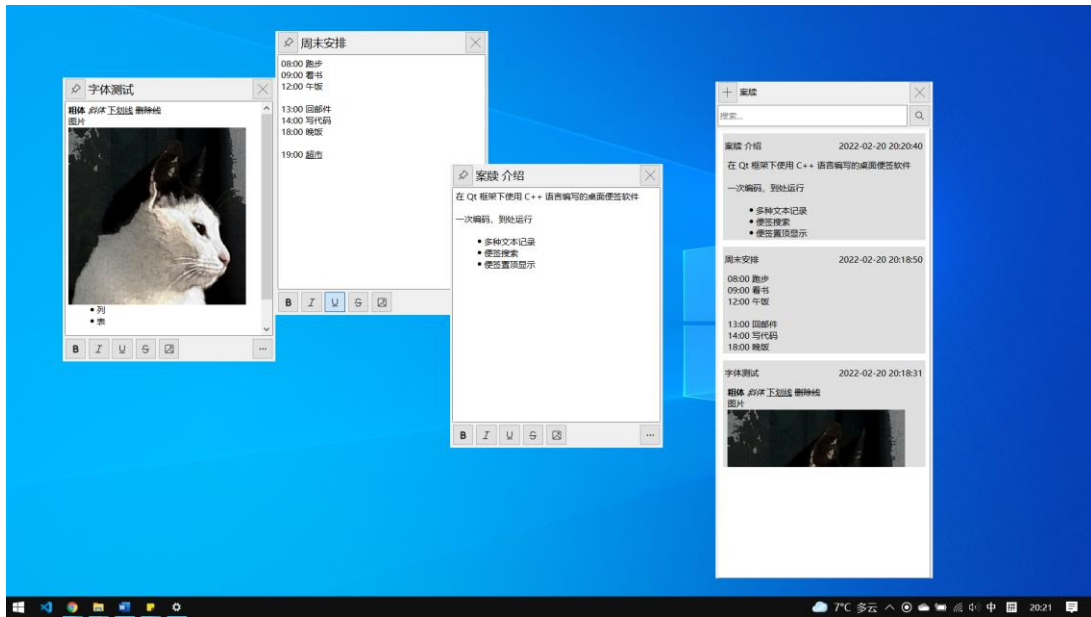 周末安排
08:00 跑步
09:00 看书
12:00 午饭
13:00 回邮件
14:00 写代码
18:00 晚饭
19:00 超市
B I U S
字体测试
粗体 斜体 下划线 删除线
图片
列
表
B I U S ...
案牍 介绍
在 Qt 框架下使用 C++ 语言编写的桌面便签软件
一次编码，到处运行
多种文本记录
便签搜索
便签置顶显示
B I U S ...
案牍
搜索...
案牍 介绍 2022-02-20 20:20:40
在 Qt 框架下使用 C++ 语言编写的桌面便签软件
一次编码，到处运行
多种文本记录
便签搜索
便签置顶显示
周末安排 2022-02-20 20:18:50
08:00 跑步
09:00 看书
12:00 午饭
13:00 回邮件
14:00 写代码
18:00 晚饭
字体测试 2022-02-20 20:18:31
粗体 斜体 下划线 删除线
图片
7°C 多云 中 拼 20:21